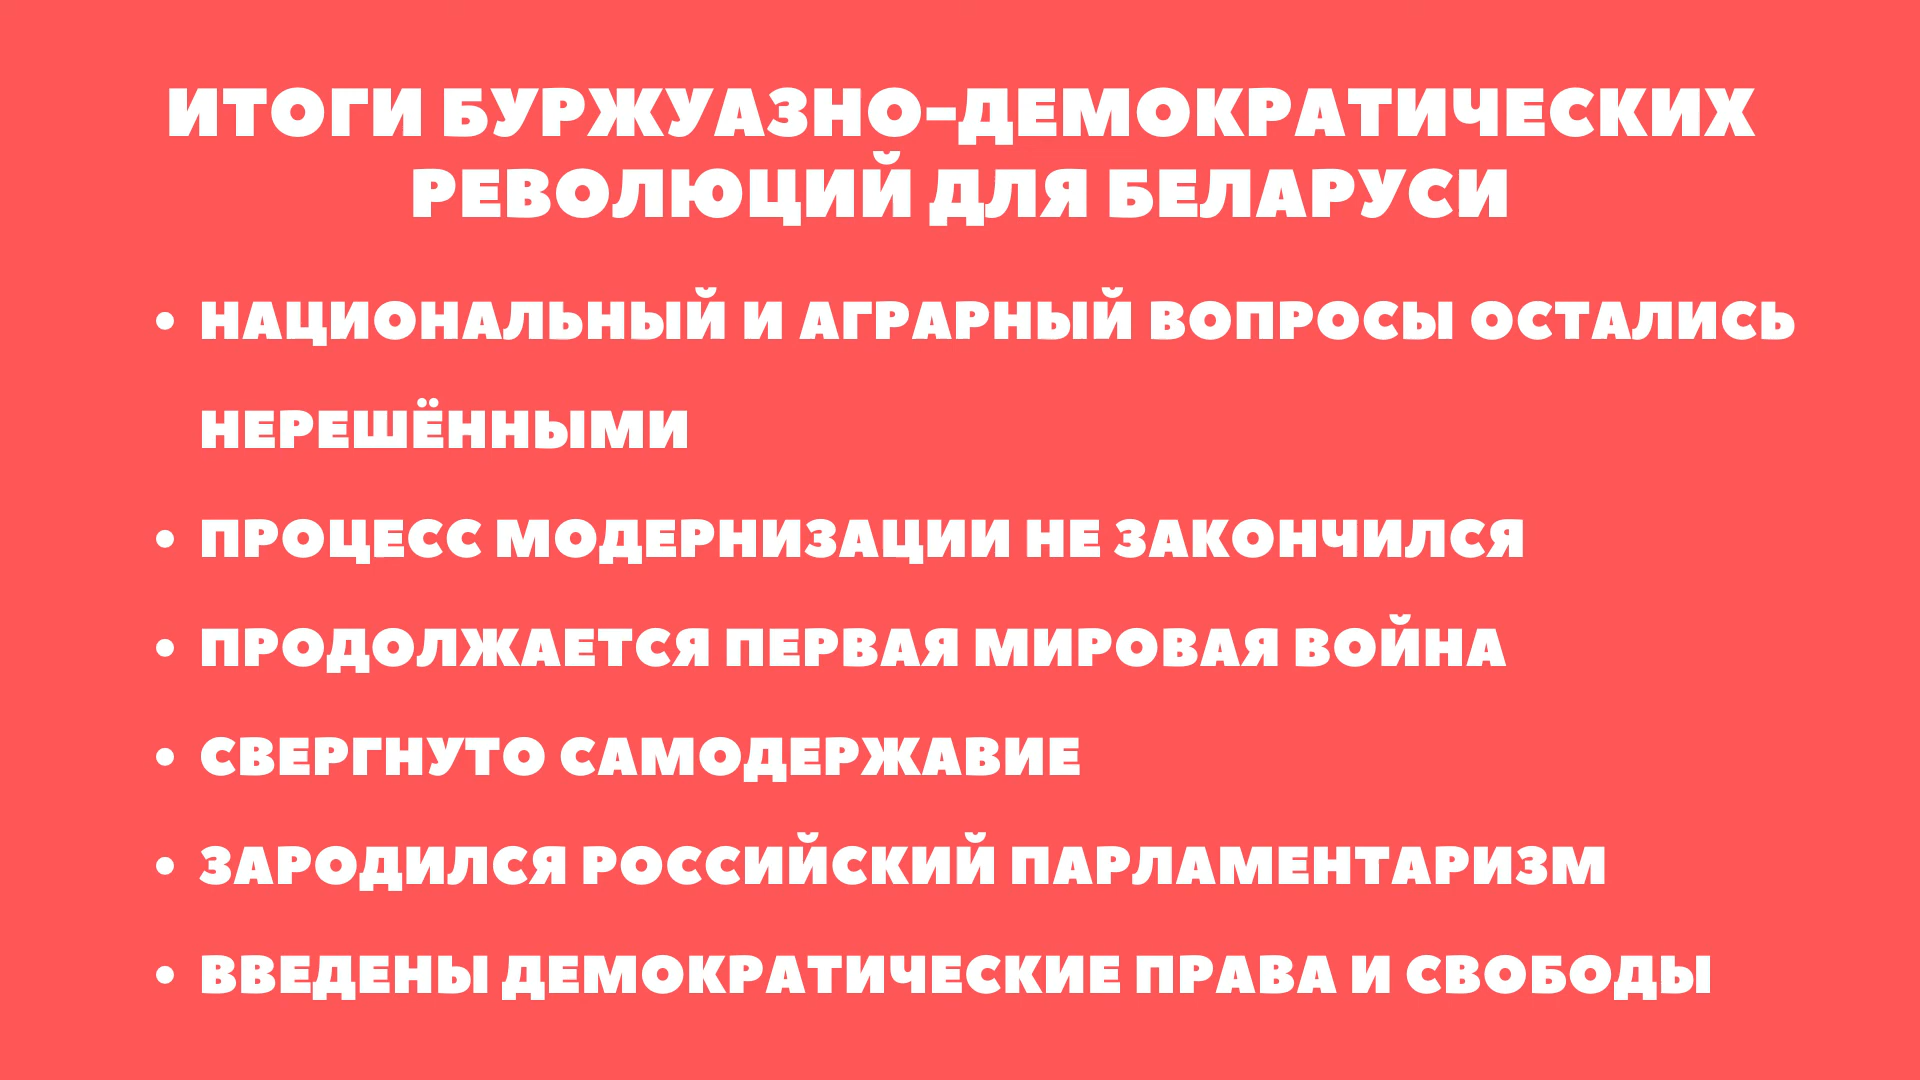 ИТОГИ БУРЖУАЗНО-ДЕМОКРАТИЧЕСКИХ
РЕВОЛЮЦИЙ ДЛЯ БЕЛАРУСИ
• НАЦИОНАЛЬНЫЙ И АГРАРНЫЙ ВОПРОСЫ ОСТАЛИСЬ
НЕРЕШЁННЫМИ
• ПРОЦЕСС МОДЕРНИЗАЦИИ НЕ ЗАКОНЧИЛСЯ
• ПРОДОЛЖАЕТСЯ ПЕРВАЯ МИРОВАЯ ВОЙНА
• СВЕРГНУТО САМОДЕРЖАВИЕ
• ЗАРОДИЛСЯ РОССИЙСКИЙ ПАРЛАМЕНТАРИЗМ
• ВВЕДЕНЫ ДЕМОКРАТИЧЕСКИЕ ПРАВА И СВОБОДЫ